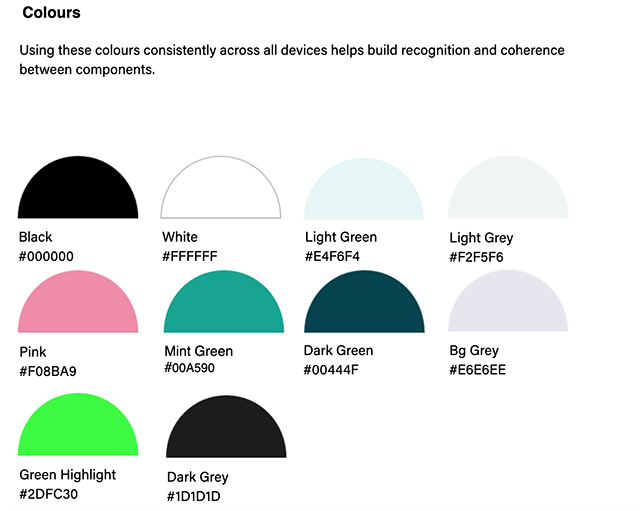 Colours
Using these colours consistently across all devices helps build recognition and coherence
between components.
Black
#000000
White
#FFFFFF
Light Green
#E4F6F4
Light Grey
#F2F5F6
Pink
#F08BA9
Mint Green
#00A590
Dark Green
#00444F
Bg Grey
#E6E6EE
Green Highlight
#2DFC30
Dark Grey
#1D1D1D